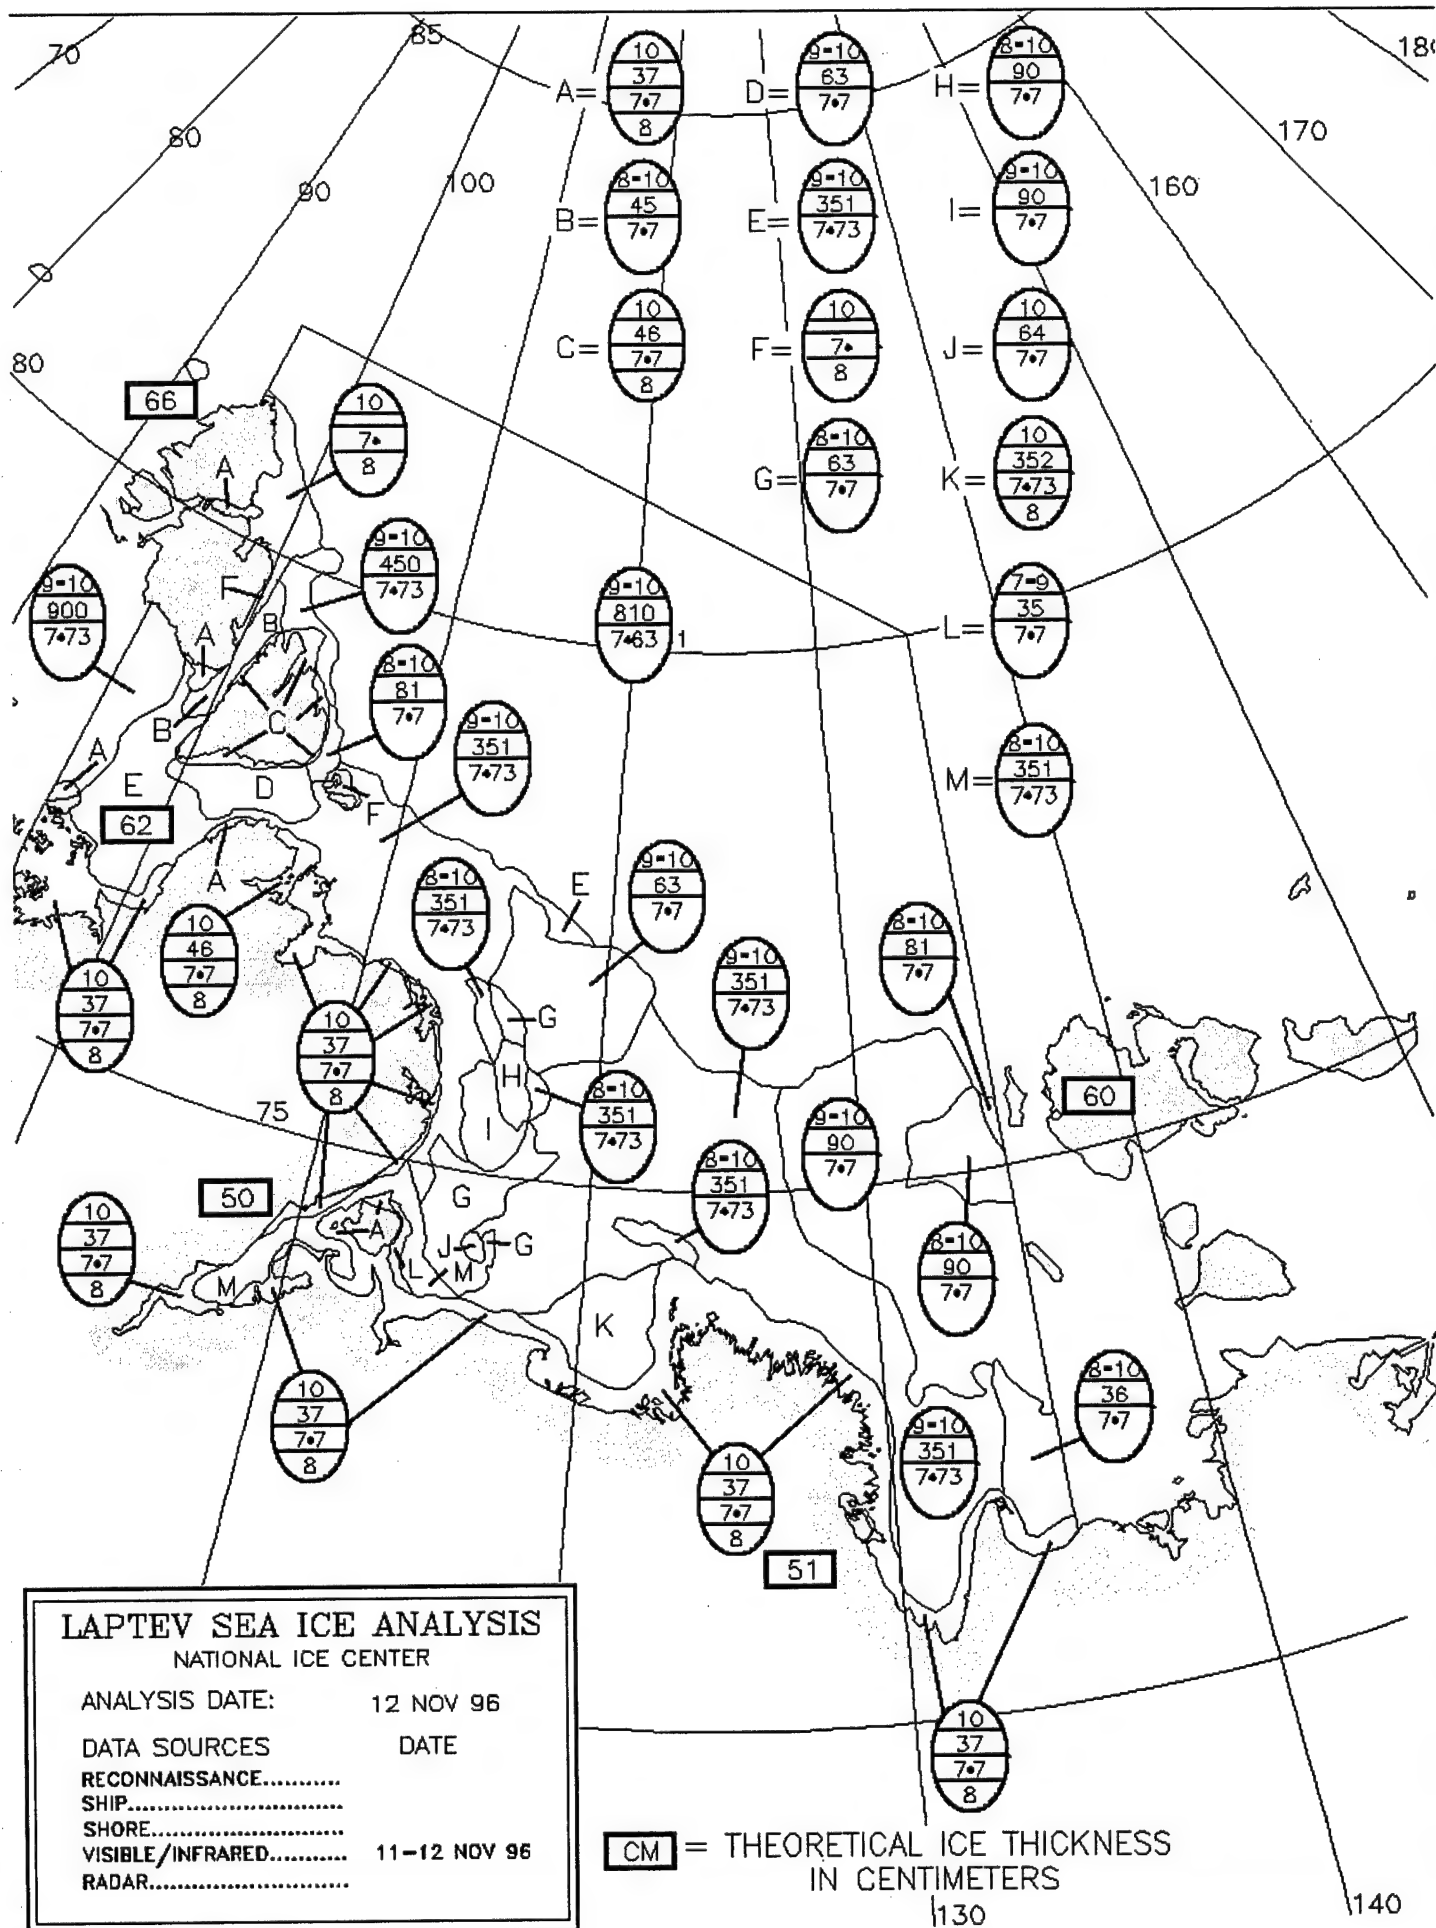 70
85
180
80
90
100
170
160
A=
10
37
7•7
8
D=
9-10
63
7•7
H=
8-10
90
7•7
B=
8-10
45
7•7
E=
9-10
351
7•73
I=
9-10
90
7•7
C=
10
46
7•7
8
F=
10
7•
8
J=
10
64
7•7
G=
8-10
63
7•7
K=
10
352
7•73
8
L=
7-9
35
7•7
M=
8-10
351
7•73
80
66
10
7•
8
A
9-10
450
7•73
9-10
900
7•73
F
B
A
9-10
810
7•63
1
8-10
81
7•7
B
C
9-10
351
7•73
A
E
D
F
62
A
8-10
351
7•73
E
9-10
63
7•7
10
46
7•7
8
8-10
81
7•7
9-10
351
7•73
10
37
7•7
8
10
37
7•7
8
G
H
I
8-10
351
7•73
75
60
9-10
90
7•7
50
G
8-10
351
7•73
10
37
7•7
8
A
J
G
L
M
M
8-10
90
7•7
K
10
37
7•7
8
8-10
36
7•7
9-10
351
7•73
10
37
7•7
8
51
10
37
7•7
8
LAPTEV SEA ICE ANALYSIS
NATIONAL ICE CENTER
ANALYSIS DATE: 12 NOV 96
DATA SOURCES DATE
RECONNAISSANCE...........
SHIP............................
SHORE.........................
VISIBLE/INFRARED.......... 11-12 NOV 96
RADAR..........................
CM = THEORETICAL ICE THICKNESS
IN CENTIMETERS
130
140